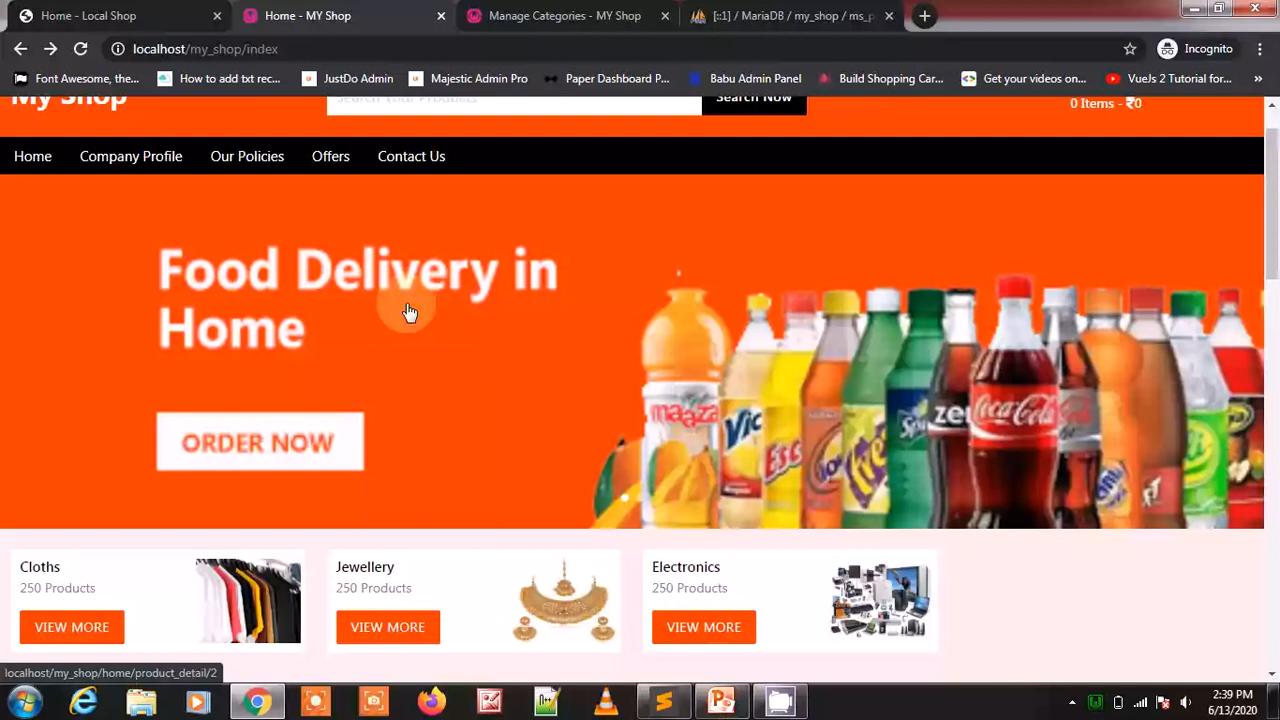 Home - Local Shop
Home - MY Shop
Manage Categories - MY Shop
[::1] / MariaDB / my_shop / ms_p
localhost/my_shop/index
Incognito
Font Awesome, the...
How to add txt rec...
JustDo Admin
Majestic Admin Pro
Paper Dashboard P...
Babu Admin Panel
Build Shopping Car...
Get your videos on...
VueJs 2 Tutorial for...
My Shop
Search Your Products
Search Now
0 Items - ₹0
Home
Company Profile
Our Policies
Offers
Contact Us
Food Delivery in
Home
ORDER NOW
maaza
Coca-Cola
zero
Cloths
250 Products
VIEW MORE
Jewellery
250 Products
VIEW MORE
Electronics
250 Products
VIEW MORE
localhost/my_shop/home/product_detail/2
2:39 PM
6/13/2020